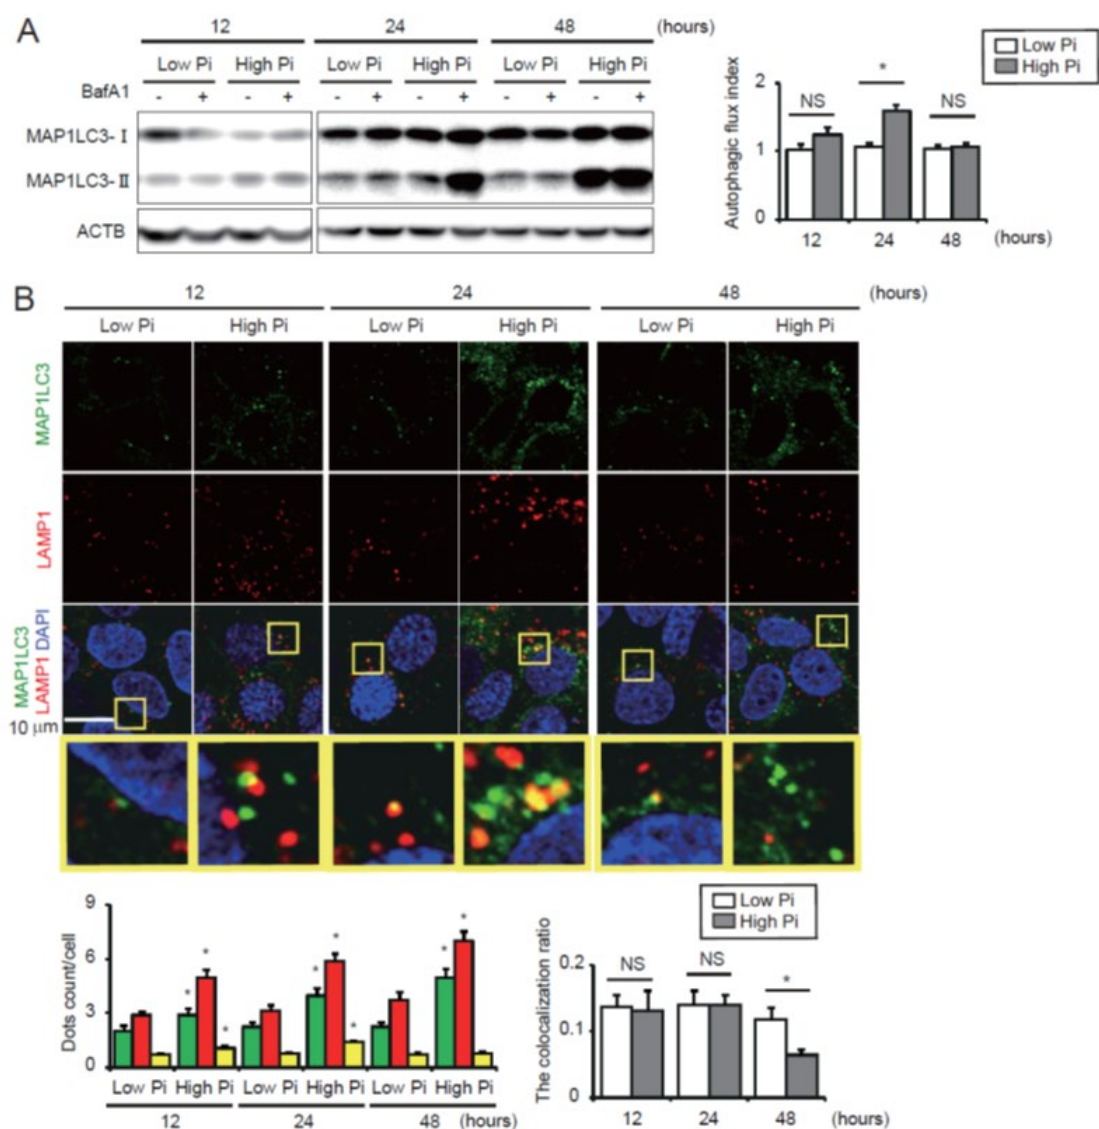 A
12 24 48 (hours)
Low Pi High Pi Low Pi High Pi Low Pi High Pi
BafA1 - + - + - + - + - + - +
MAP1LC3- I
MAP1LC3- II
ACTB
Low Pi
High Pi
Autophagic flux index
2
1
0
NS * NS
12 24 48 (hours)
B
12 24 48 (hours)
Low Pi High Pi Low Pi High Pi Low Pi High Pi
MAP1LC3
LAMP1
MAP1LC3
LAMP1 DAPI
10 μm
Dots count/cell
9
6
3
0
* * * * * * * *
Low Pi High Pi Low Pi High Pi Low Pi High Pi
12 24 48 (hours)
Low Pi
High Pi
The colocalization ratio
0.2
0.1
0
NS NS *
12 24 48 (hours)